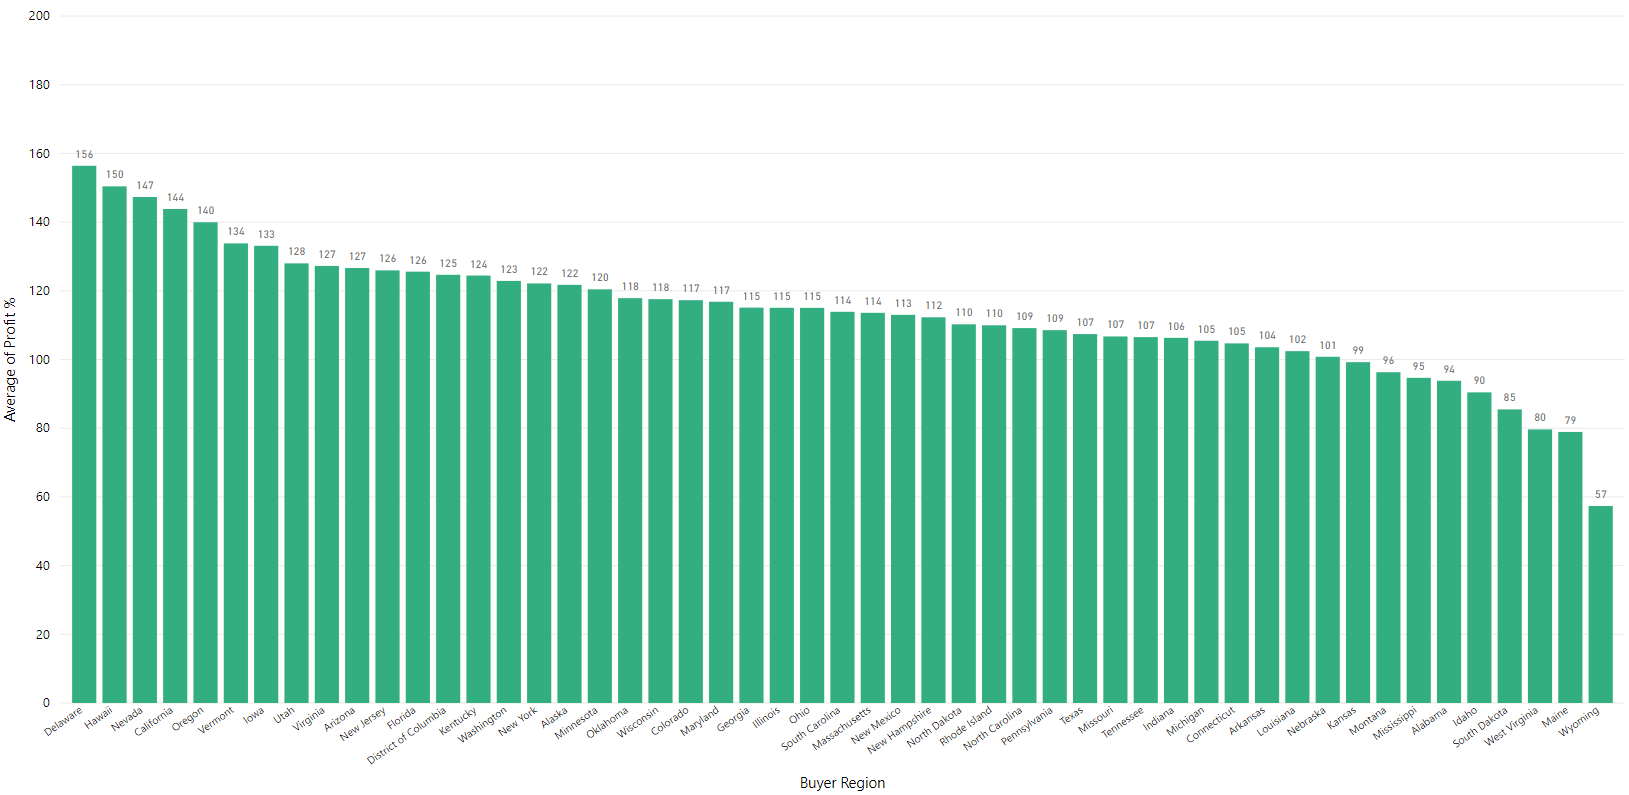 200
180
160
140
120
100
80
60
40
20
0
Average of Profit %
156
150
147
144
140
134
133
128
127
127
126
126
125
124
123
122
122
120
118
118
117
117
115
115
115
114
114
113
112
110
110
109
109
107
107
107
106
105
105
104
102
101
99
96
95
94
90
85
80
79
57
Delaware
Hawaii
Nevada
California
Oregon
Vermont
Iowa
Utah
Virginia
Arizona
New Jersey
Florida
District of Columbia
Kentucky
Washington
New York
Alaska
Minnesota
Oklahoma
Wisconsin
Colorado
Maryland
Georgia
Illinois
Ohio
South Carolina
Massachusetts
New Mexico
New Hampshire
North Dakota
Rhode Island
North Carolina
Pennsylvania
Texas
Missouri
Tennessee
Indiana
Michigan
Connecticut
Arkansas
Louisiana
Nebraska
Kansas
Montana
Mississippi
Alabama
Idaho
South Dakota
West Virginia
Maine
Wyoming
Buyer Region